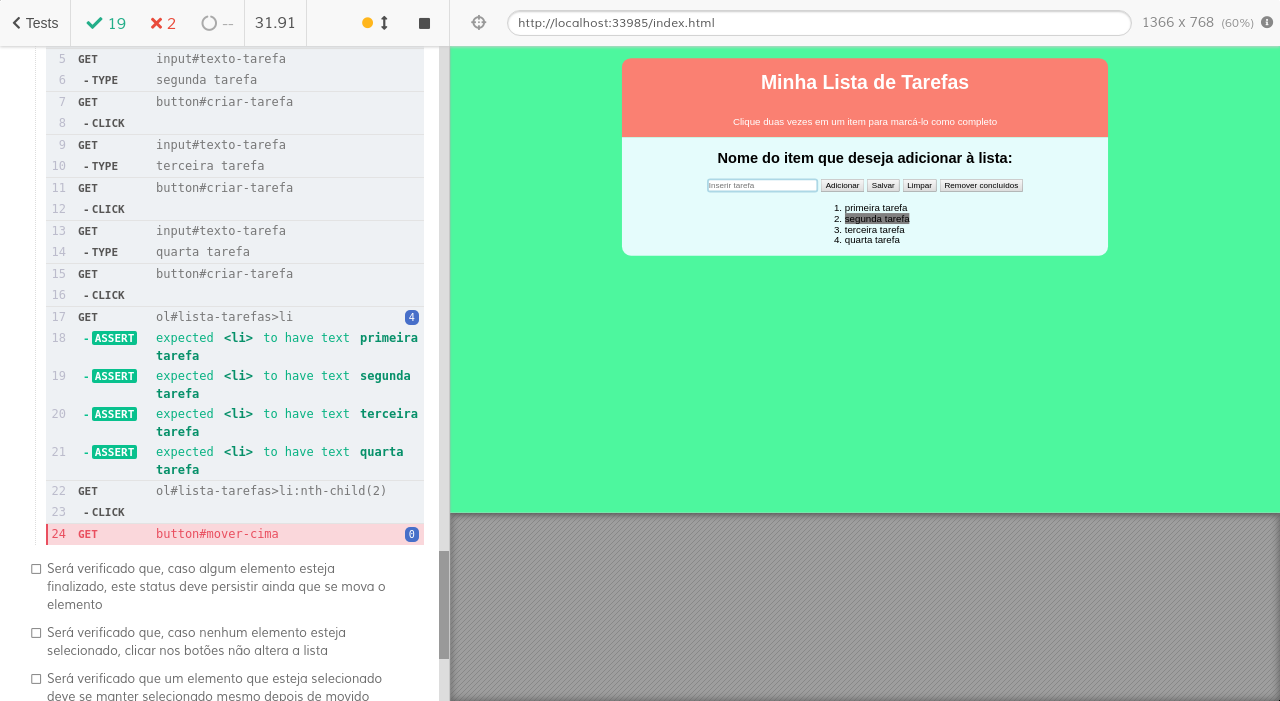 Tests 19 2 -- 31.91 http://localhost:33985/index.html 1366 x 768 (60%)
5 GET input#texto-tarefa
6 -TYPE segunda tarefa
7 GET button#criar-tarefa
8 -CLICK
9 GET input#texto-tarefa
10 -TYPE terceira tarefa
11 GET button#criar-tarefa
12 -CLICK
13 GET input#texto-tarefa
14 -TYPE quarta tarefa
15 GET button#criar-tarefa
16 -CLICK
17 GET ol#lista-tarefas>li 4
18 -ASSERT expected <li> to have text primeira
tarefa
19 -ASSERT expected <li> to have text segunda
tarefa
20 -ASSERT expected <li> to have text terceira
tarefa
21 -ASSERT expected <li> to have text quarta
tarefa
22 GET ol#lista-tarefas>li:nth-child(2)
23 -CLICK
24 GET button#mover-cima 0
Será verificado que, caso algum elemento esteja
finalizado, este status deve persistir ainda que se mova o
elemento
Será verificado que, caso nenhum elemento esteja
selecionado, clicar nos botões não altera a lista
Será verificado que um elemento que esteja selecionado
deve se manter selecionado mesmo depois de movido
Minha Lista de Tarefas
Clique duas vezes em um item para marcá-lo como completo
Nome do item que deseja adicionar à lista:
Inserir tarefa Adicionar Salvar Limpar Remover concluídos
1. primeira tarefa
2. segunda tarefa
3. terceira tarefa
4. quarta tarefa